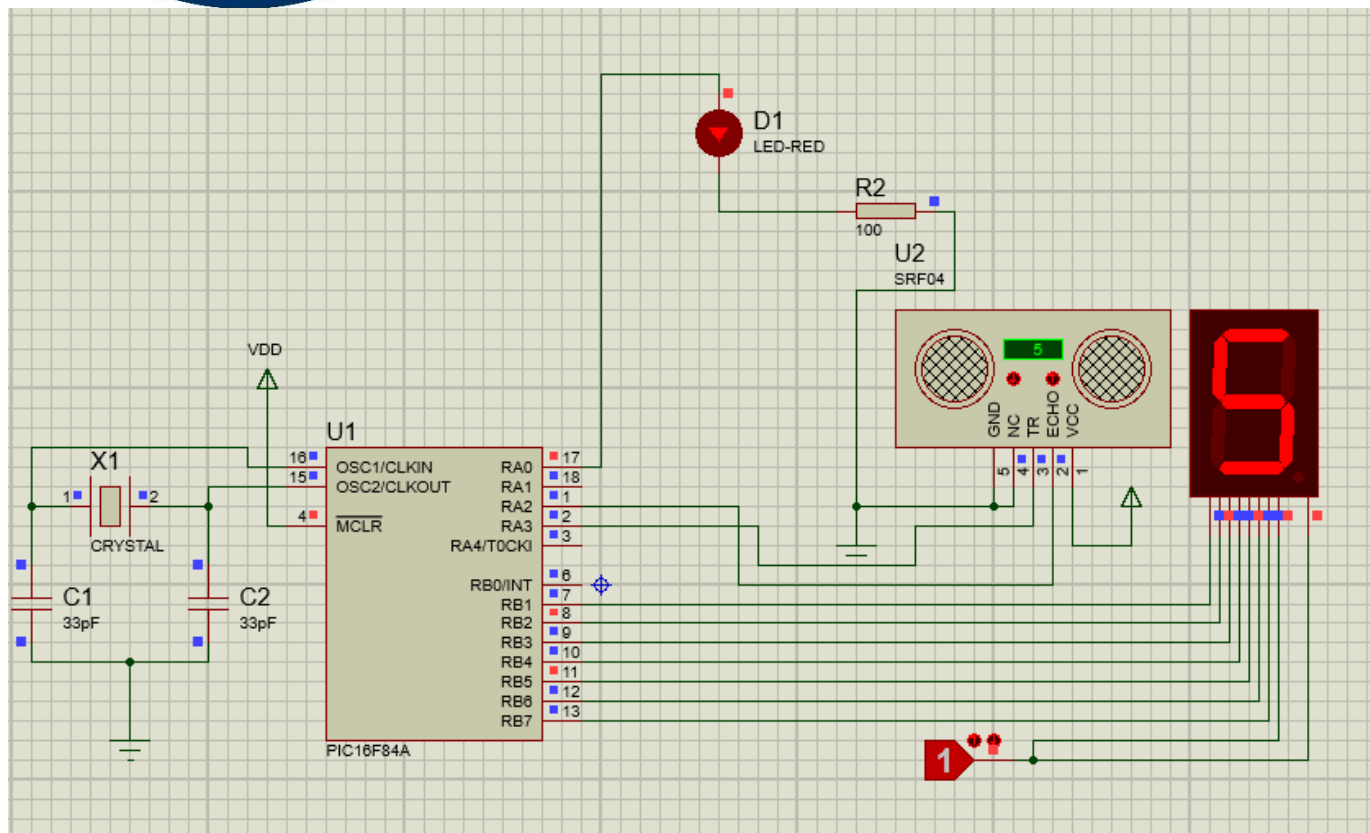 D1
LED-RED
R2
100
U2
SRF04
5
GND
NC
TR
ECHO
VCC
5
4
3
2
1
5
VDD
X1
1
2
CRYSTAL
C1
33pF
C2
33pF
U1
16
OSC1/CLKIN
15
OSC2/CLKOUT
4
MCLR
RA0
17
RA1
18
RA2
1
RA3
2
RA4/T0CKI
3
RB0/INT
6
RB1
7
RB2
8
RB3
9
RB4
10
RB5
11
RB6
12
RB7
13
PIC16F84A
1